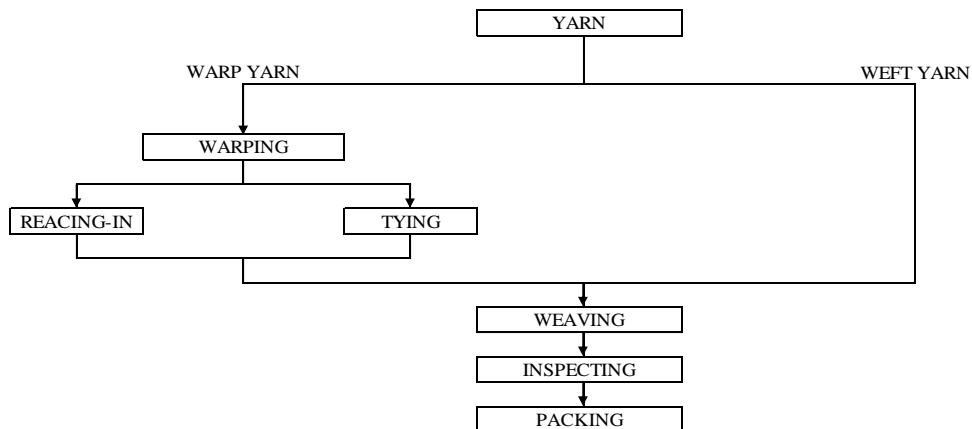 YARN
WARP YARN
WEFT YARN
WARPING
REACING-IN
TYING
WEAVING
INSPECTING
PACKING